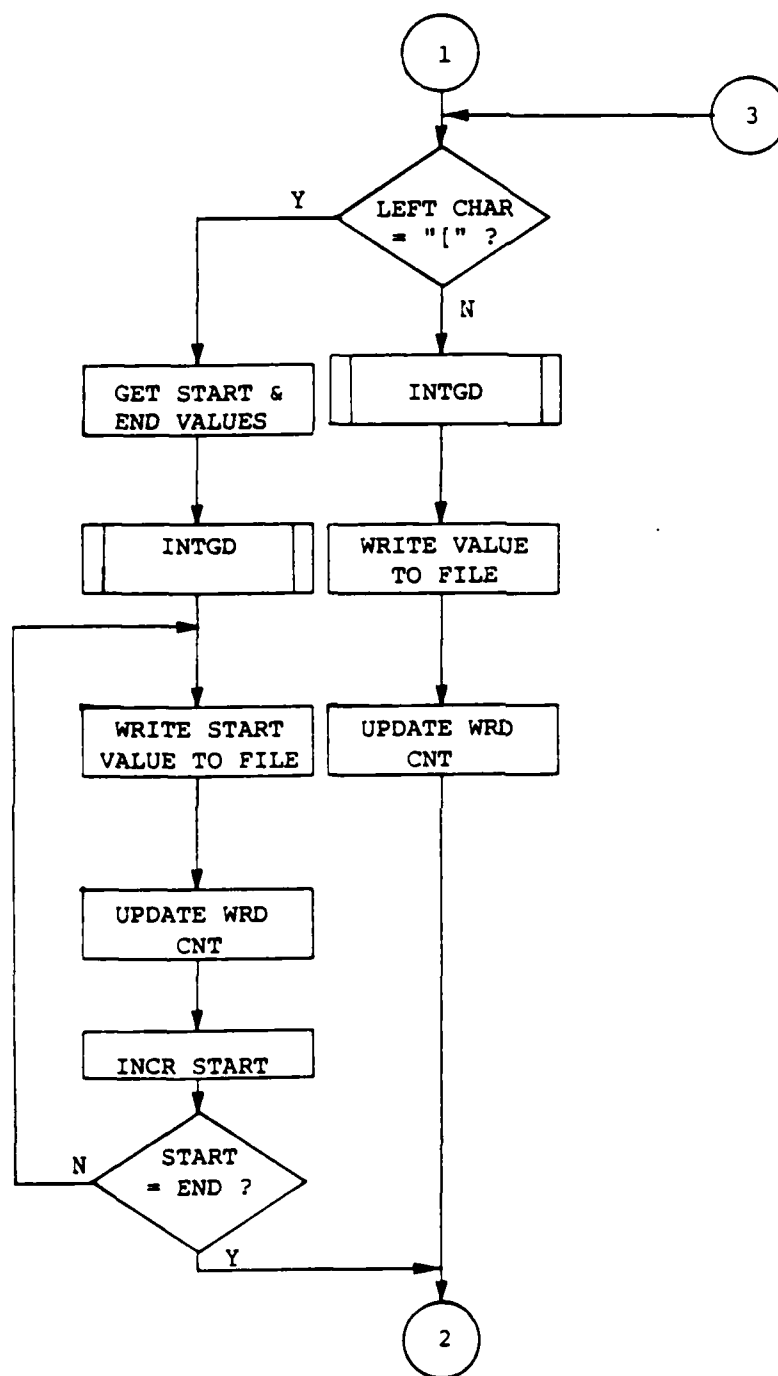 1
3
LEFT CHAR
= "[" ?
Y
N
GET START &
END VALUES
INTGD
INTGD
WRITE VALUE
TO FILE
WRITE START
VALUE TO FILE
UPDATE WRD
CNT
UPDATE WRD
CNT
INCR START
START
= END ?
N
Y
2